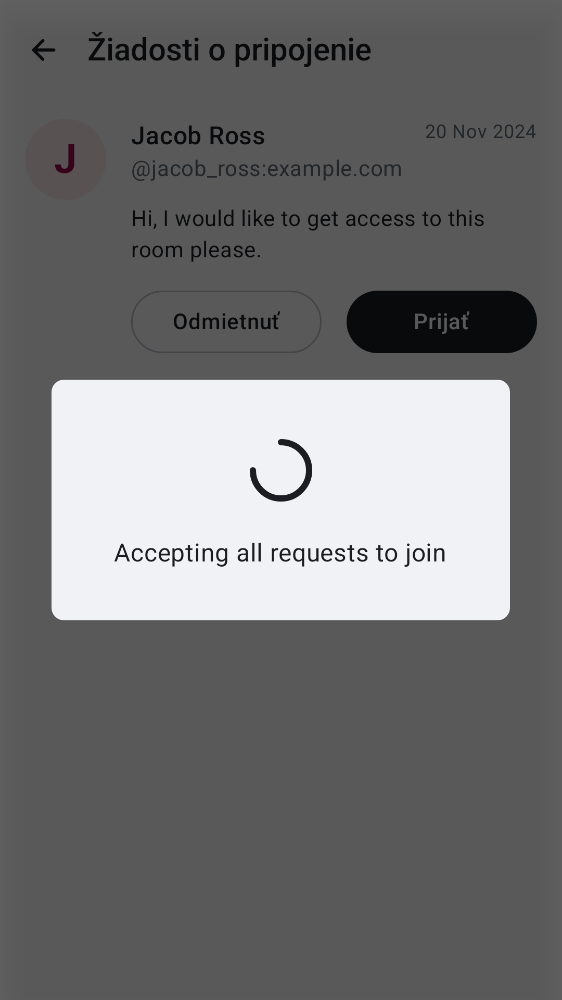 Žiadosti o pripojenie
J
Jacob Ross
20 Nov 2024
@jacob_ross:example.com
Hi, I would like to get access to this
room please.
Odmietnuť
Prijať
Accepting all requests to join